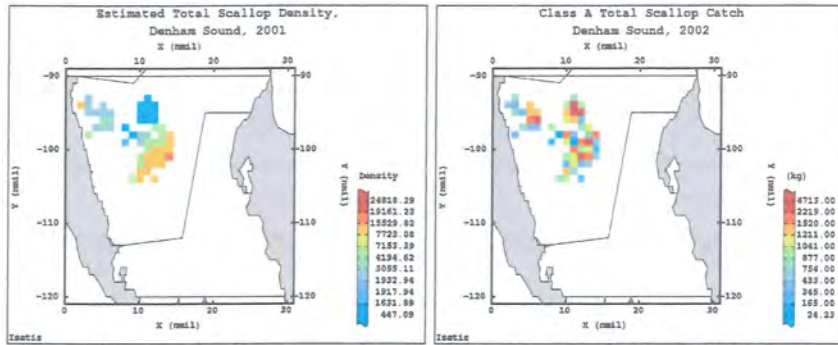 Estimated Total Scallop Density.
Denham Sound, 2001
X (nmil)
0 10 20 30
-90 -90
-100 -100
-110 -110
-120 -120
Y (nmil)
Y (nmil)
0 10 20 30
X (nmil)
Density
24818.29
19161.23
15529.82
7723.08
7153.39
4194.62
3055.11
1932.94
1917.94
1631.89
447.09
Isatis
Class A Total Scallop Catch
Denham Sound, 2002
X (nmil)
0 10 20 30
-90 -90
-100 -100
-110 -110
-120 -120
Y (nmil)
Y (nmil)
0 10 20 30
X (nmil)
(kg)
4713.00
2219.00
1520.00
1211.00
1041.00
877.00
754.00
433.00
345.00
165.00
24.23
Isatis